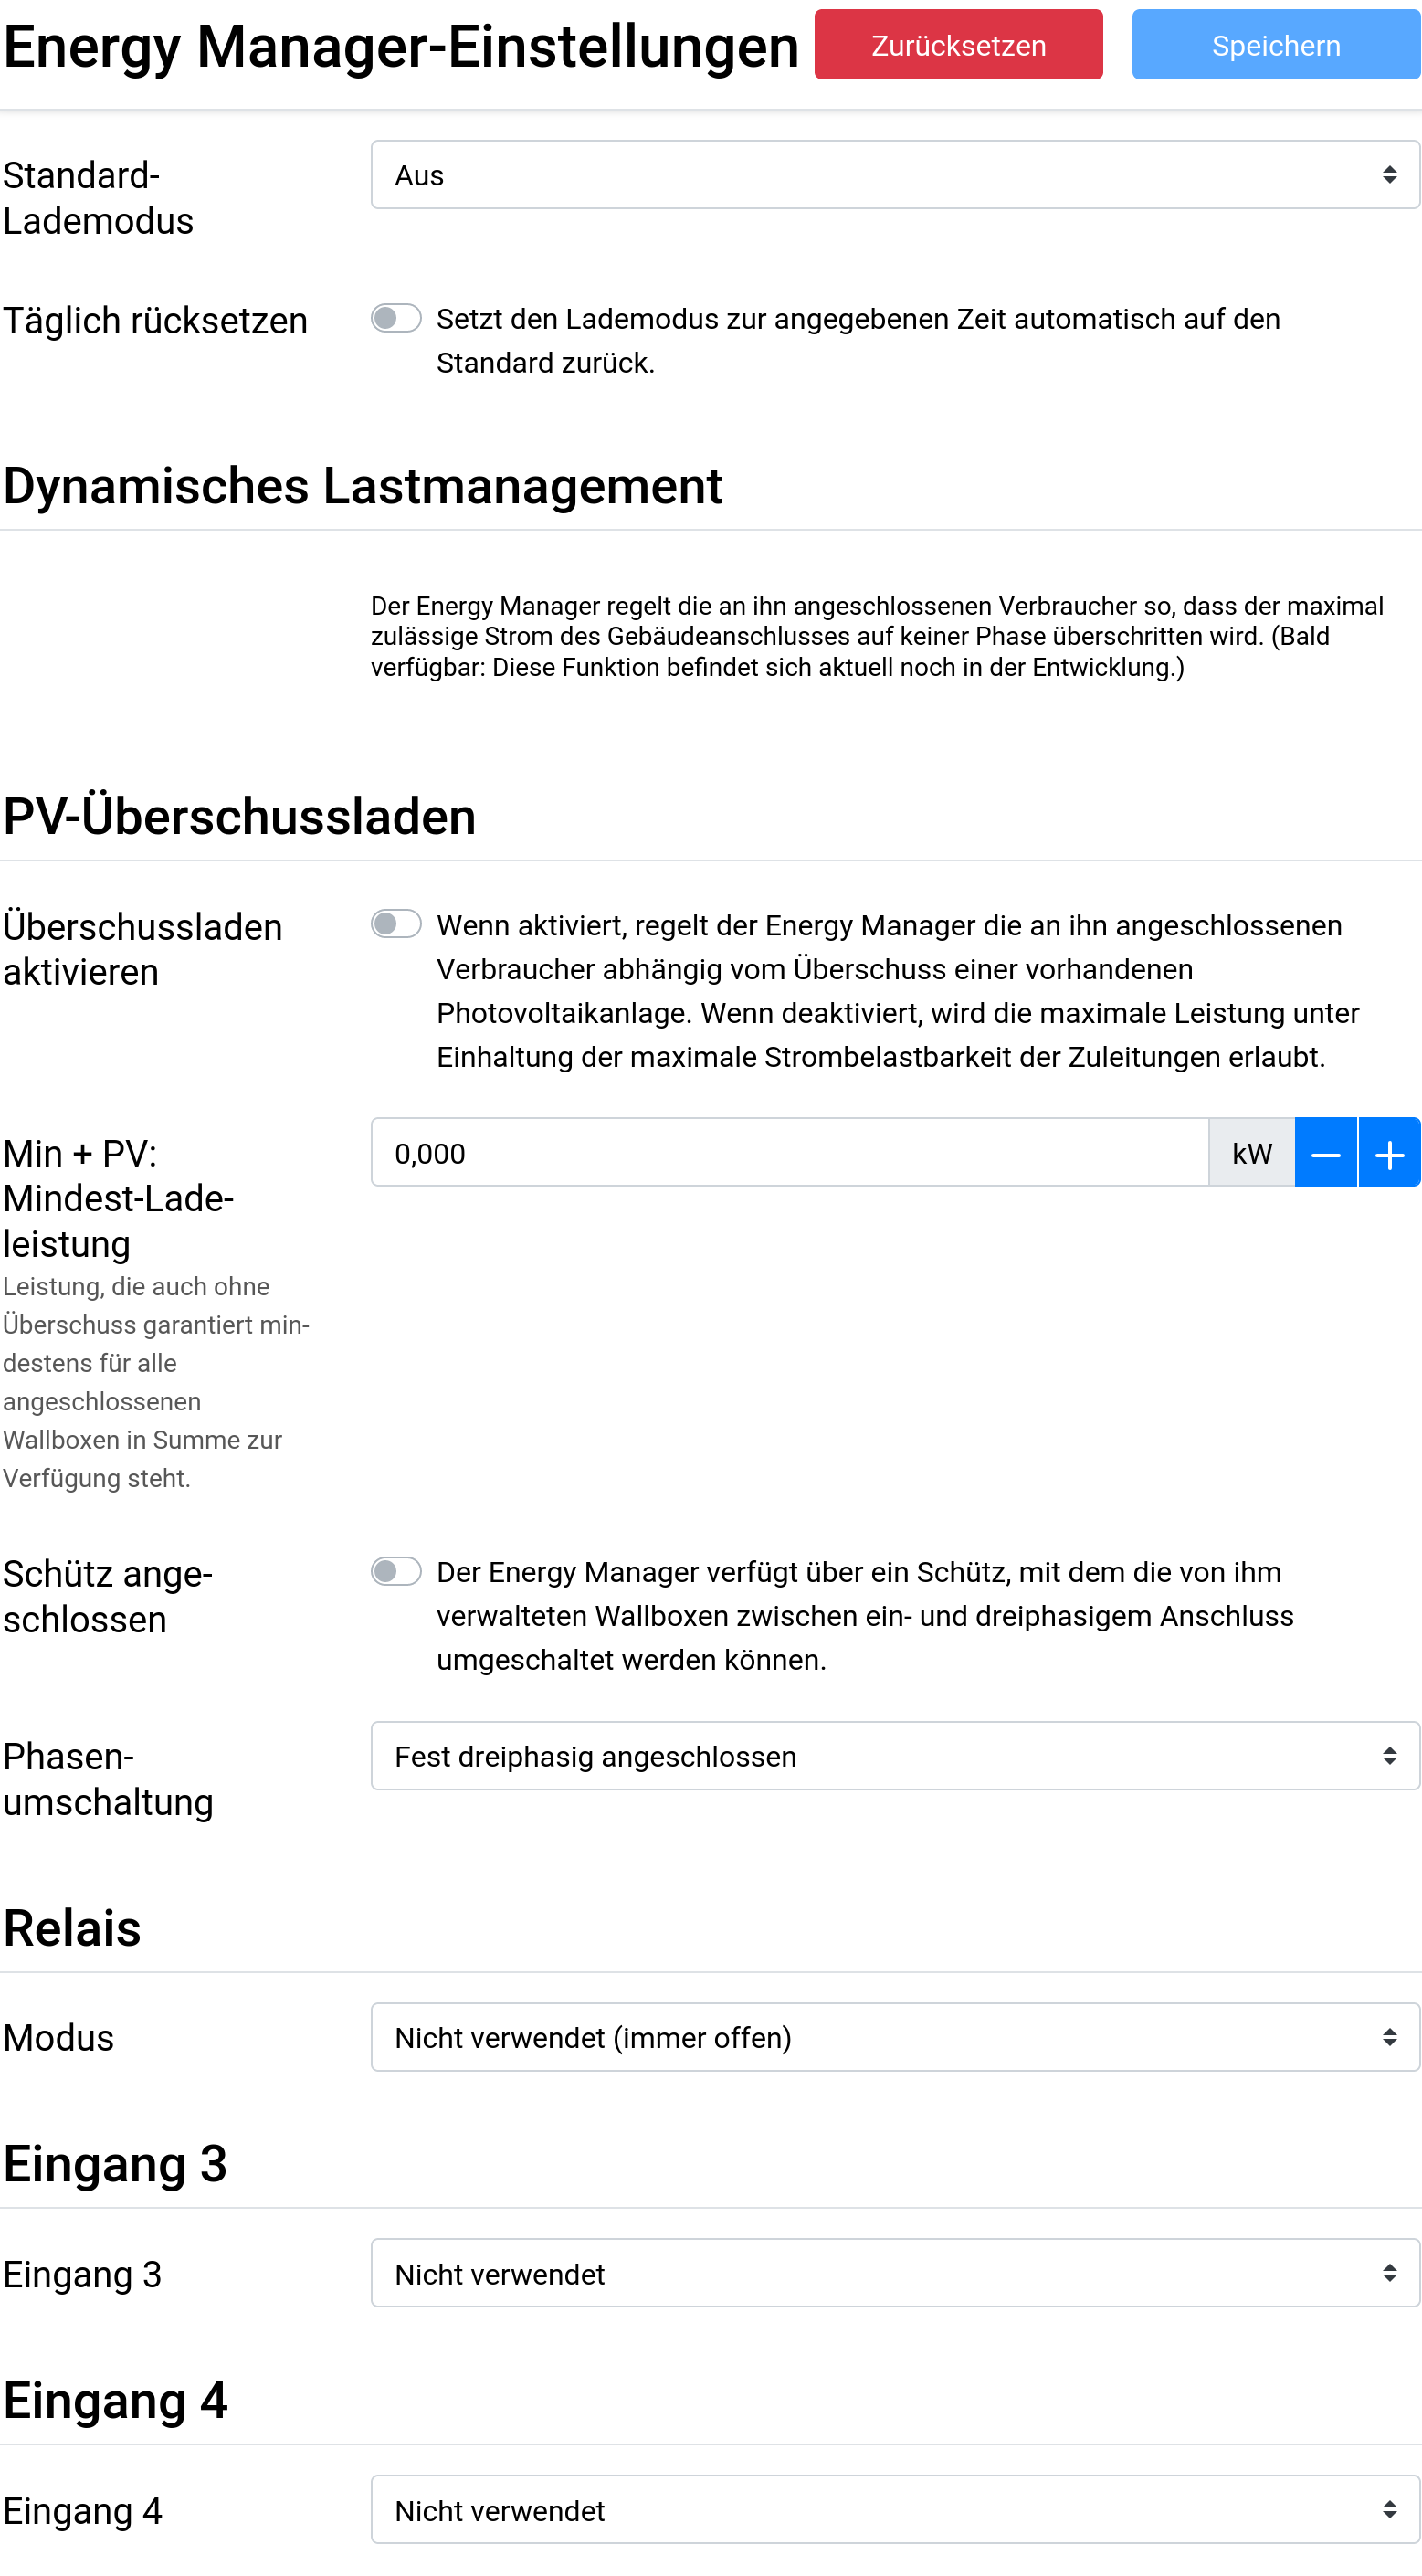 Energy Manager-Einstellungen Zurücksetzen Speichern
Standard-
Lademodus
Aus
Täglich rücksetzen
Setzt den Lademodus zur angegebenen Zeit automatisch auf den
Standard zurück.
Dynamisches Lastmanagement
Der Energy Manager regelt die an ihn angeschlossenen Verbraucher so, dass der maximal
zulässige Strom des Gebäudeanschlusses auf keiner Phase überschritten wird. (Bald
verfügbar: Diese Funktion befindet sich aktuell noch in der Entwicklung.)
PV-Überschussladen
Überschussladen
aktivieren
Wenn aktiviert, regelt der Energy Manager die an ihn angeschlossenen
Verbraucher abhängig vom Überschuss einer vorhandenen
Photovoltaikanlage. Wenn deaktiviert, wird die maximale Leistung unter
Einhaltung der maximale Strombelastbarkeit der Zuleitungen erlaubt.
Min + PV:
Mindest-Lade-
leistung
Leistung, die auch ohne
Überschuss garantiert min-
destens für alle
angeschlossenen
Wallboxen in Summe zur
Verfügung steht.
0,000 kW
Schütz ange-
schlossen
Der Energy Manager verfügt über ein Schütz, mit dem die von ihm
verwalteten Wallboxen zwischen ein- und dreiphasigem Anschluss
umgeschaltet werden können.
Phasen-
umschaltung
Fest dreiphasig angeschlossen
Relais
Modus
Nicht verwendet (immer offen)
Eingang 3
Eingang 3
Nicht verwendet
Eingang 4
Eingang 4
Nicht verwendet